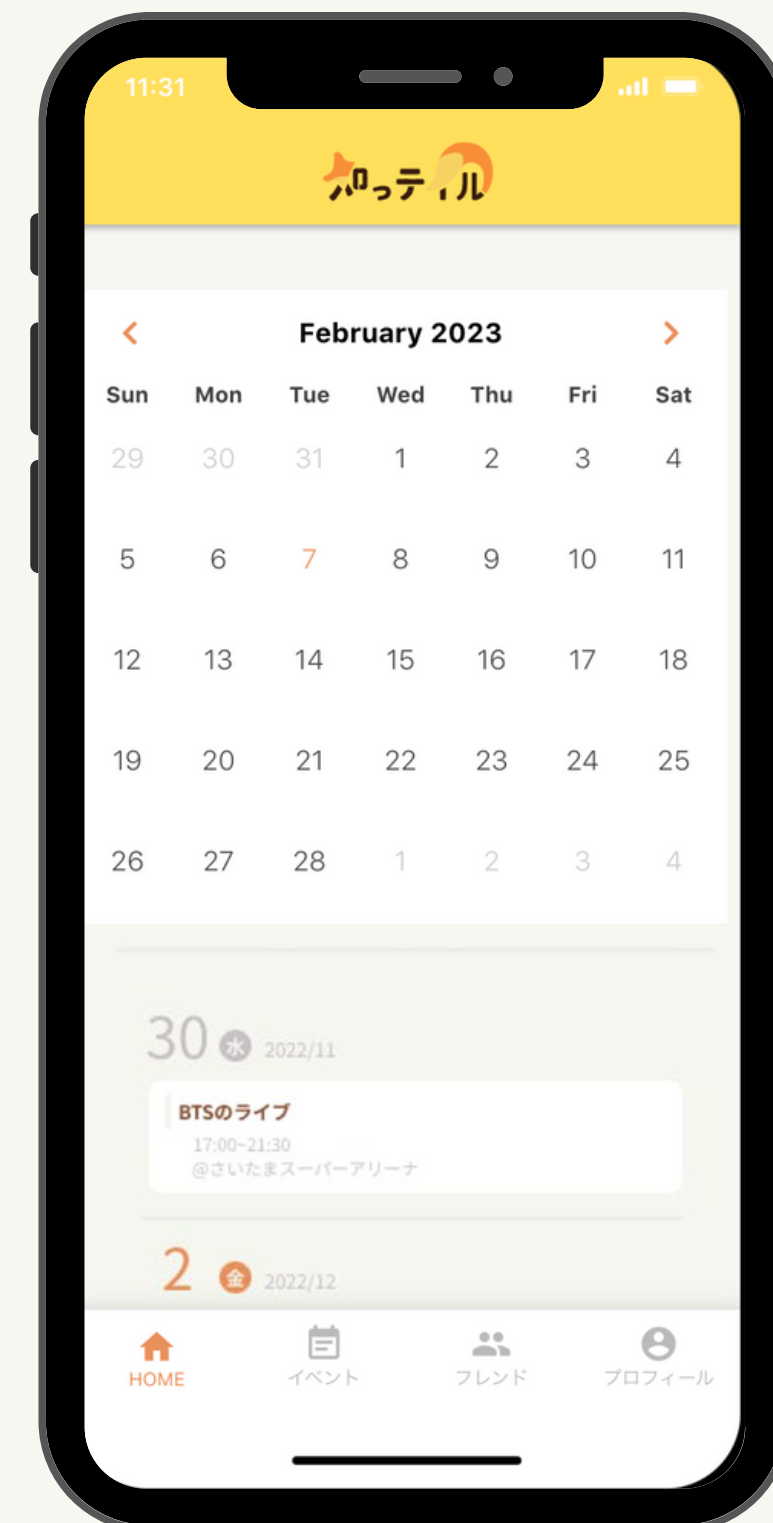 11:31
知っテイル
February 2023
Sun Mon Tue Wed Thu Fri Sat
29 30 31 1 2 3 4
5 6 7 8 9 10 11
12 13 14 15 16 17 18
19 20 21 22 23 24 25
26 27 28 1 2 3 4
30 水 2022/11
BTSのライブ
17:00~21:30
@さいたまスーパーアリーナ
2 金 2022/12
HOME イベント フレンド プロフィール